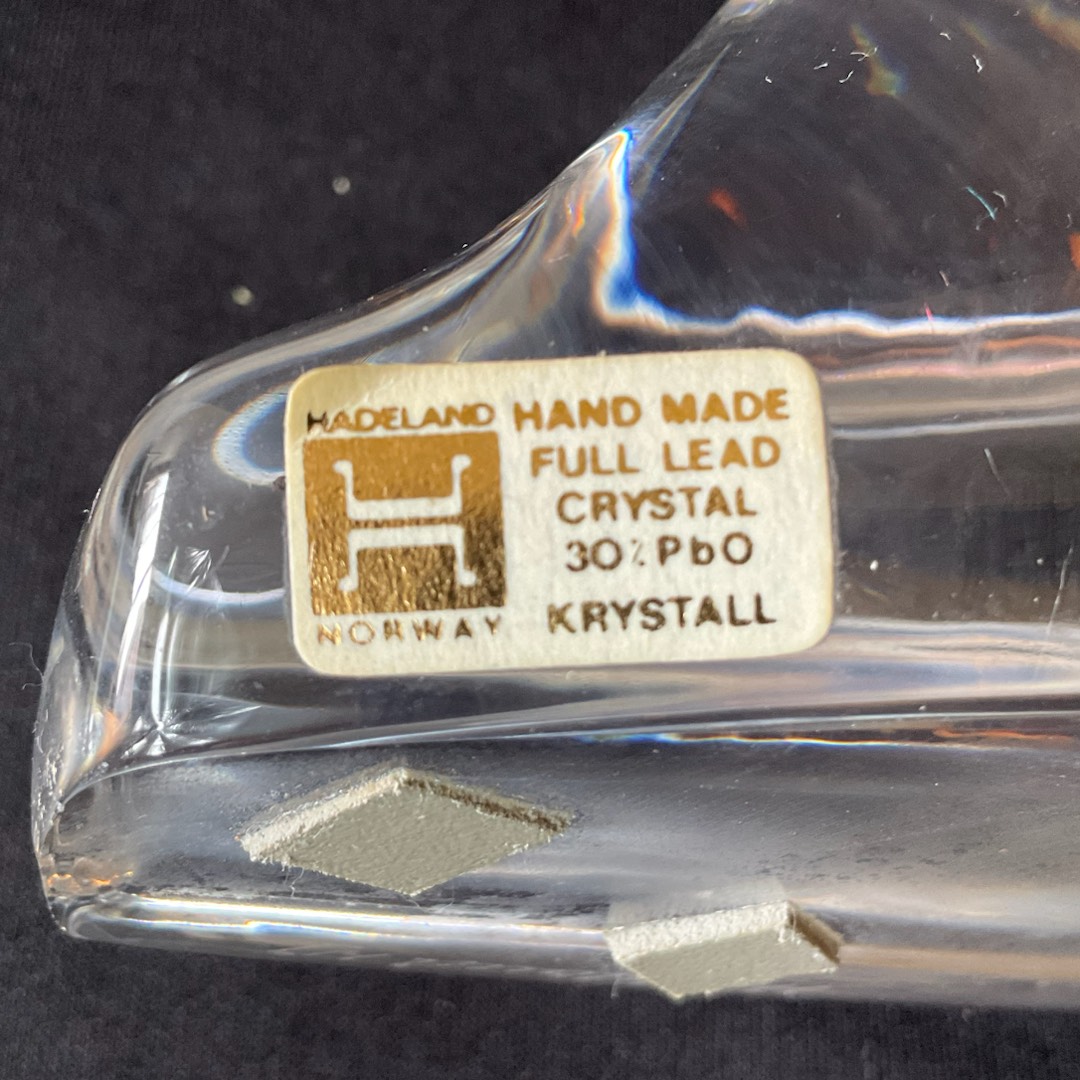 HADELAND
H
NORWAY
HAND MADE
FULL LEAD
CRYSTAL
30% PbO
KRYSTALL